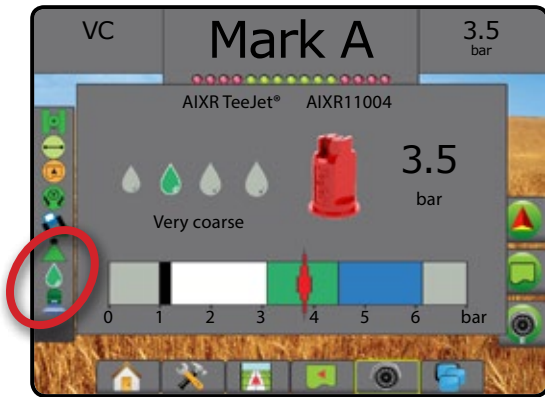 VC
Mark A
3.5
bar
AIXR TeeJet® AIXR11004
3.5
bar
Very coarse
0 1 2 3 4 5 6 bar